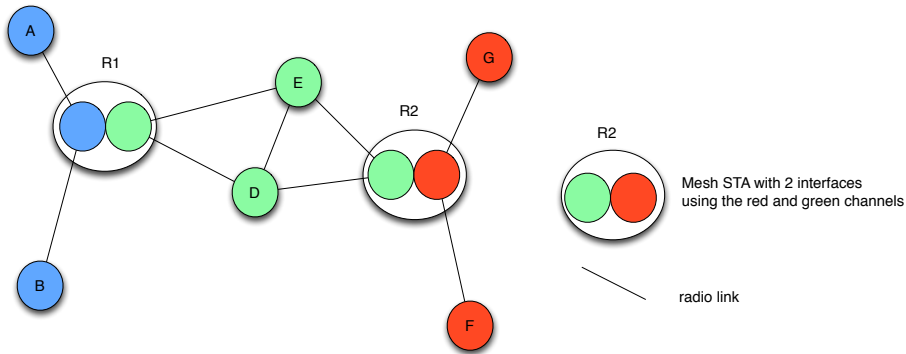 A
R1
E
G
R2
D
B
F
R2
Mesh STA with 2 interfaces
using the red and green channels
radio link